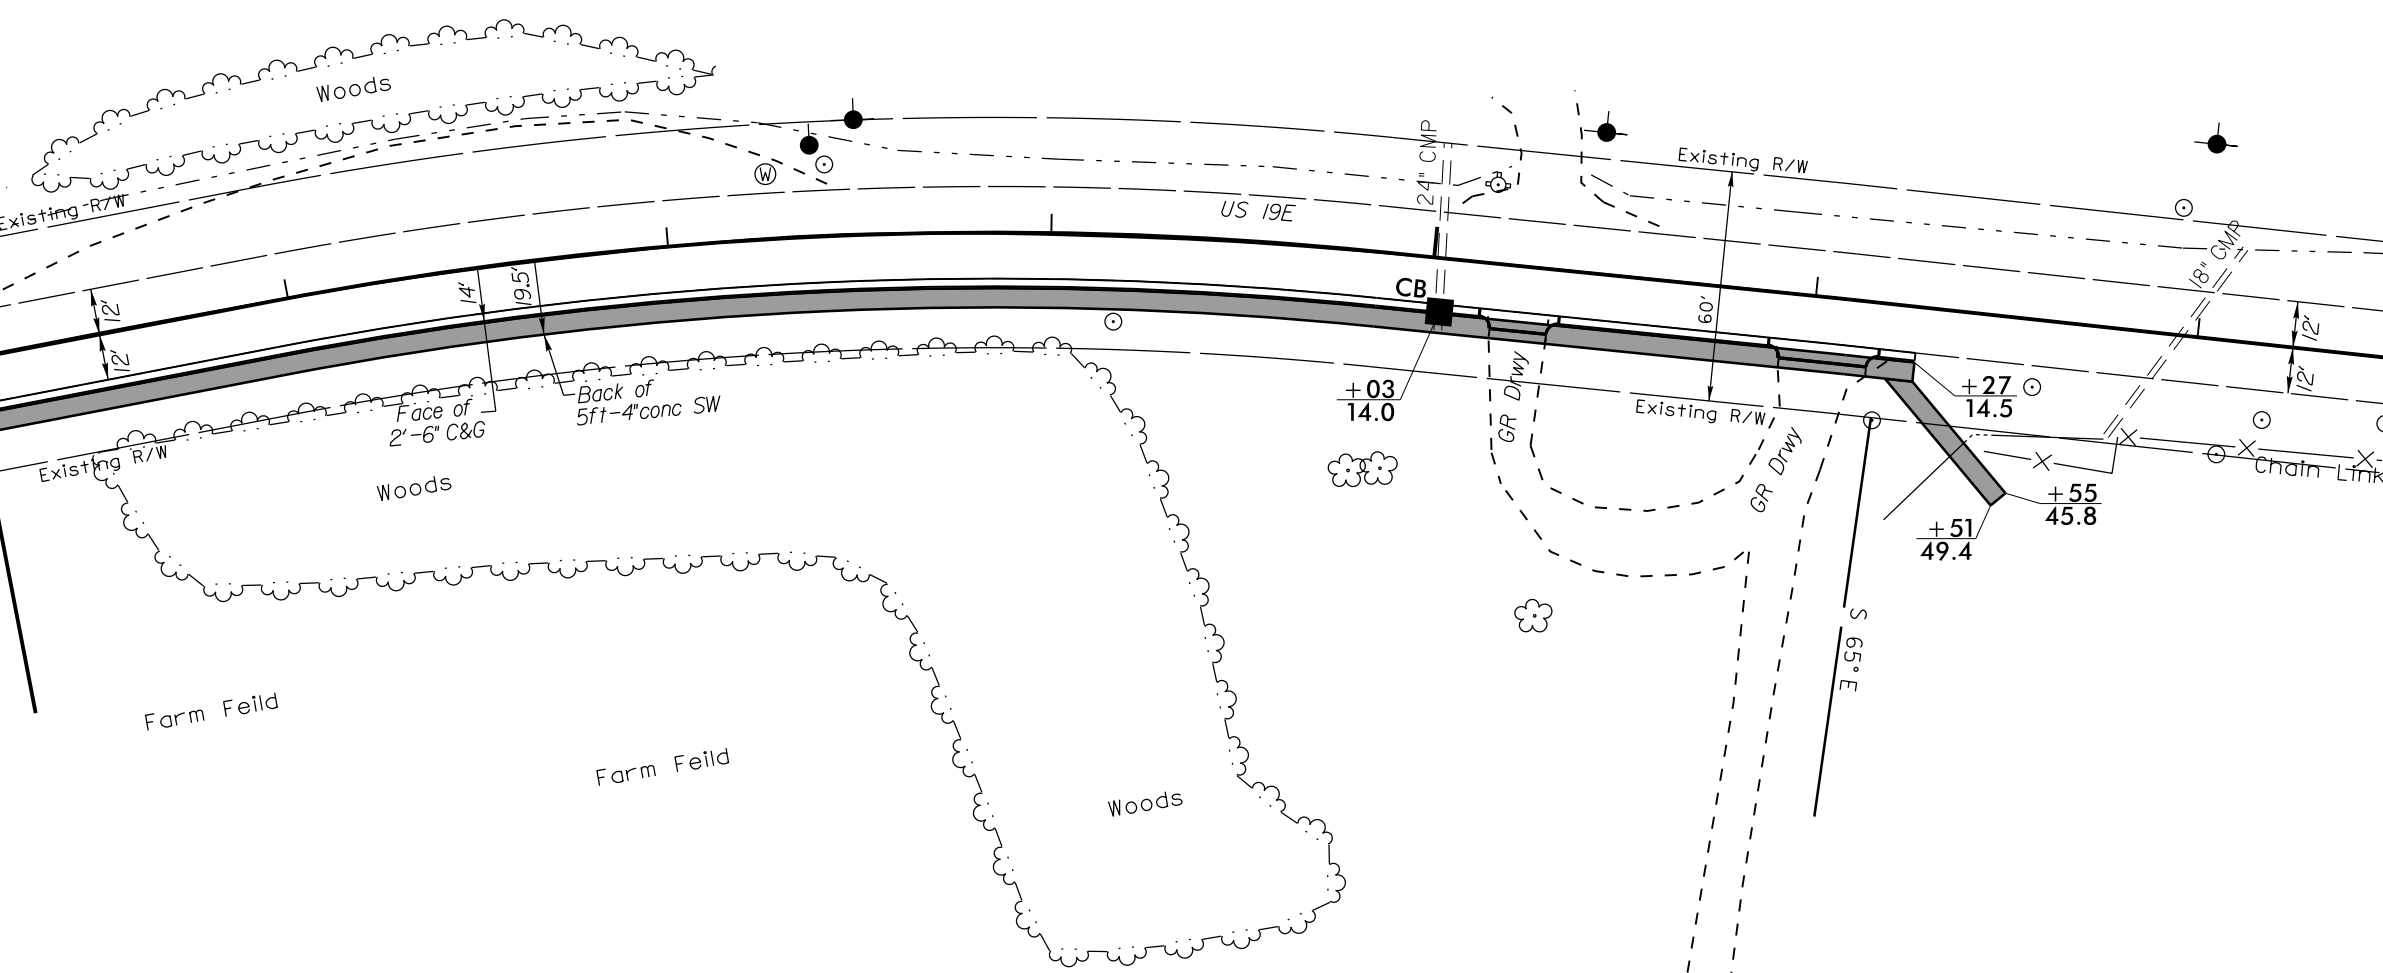 Woods
Existing R/W
W
24" CMP
Existing R/W
US 19E
18" CMP
12'
12'
14'
19.5'
CB
60'
12'
12'
+03
14.0
GR Drwy
Existing R/W
GR Drwy
+27
14.5
Face of
2'-6" C&G
Back of
5ft-4"conc SW
Existing R/W
Woods
Chain Link
+55
45.8
+51
49.4
S 65° E
Farm Feild
Farm Feild
Woods